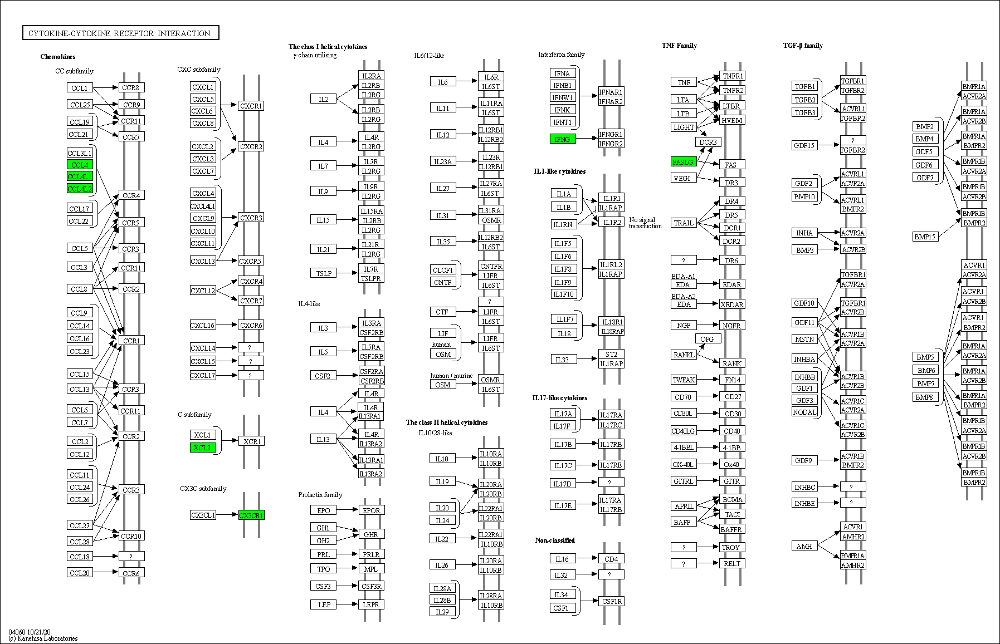 CYTOKINE-CYTOKINE RECEPTOR INTERACTION
Chemokines
CC subfamily
CCL1
CCR8
CCL25
CCR9
CCL19
CCR11
CCL21
CCR7
CCL3L1
CCL4
CCL4L1
CCL4L2
CCR4
CCL17
CCL22
CCR5
CCL5
CCR3
CCL3
CCR11
CCL8
CCR2
CCL9
CCL14
CCL16
CCR1
CCL23
CCL15
CCL13
CCR3
CCL6
CCR11
CCL7
CCR2
CCL2
CCL12
CCL11
CCL24
CCR3
CCL26
CCL27
CCR10
CCL28
CCL18
?
CCL20
CCR6
CXC subfamily
CXCL1
CXCL5
CXCR1
CXCL6
CXCL8
CXCL2
CXCR2
CXCL3
CXCL7
CXCL4
CXCL4L1
CXCL9
CXCR3
CXCL10
CXCL11
CXCL13
CXCR5
CXCR4
CXCL12
CXCR7
CXCL16
CXCR6
CXCL14
?
CXCL15
?
CXCL17
?
C subfamily
XCL1
XCR1
XCL2
CX3C subfamily
CX3CL1
CX3CR1
The class I helical cytokines
γ-chain utilising
IL2
IL2RA
IL2RB
IL2RG
IL2RB
IL2RG
IL4
IL4R
IL2RG
IL7
IL7R
IL2RG
IL9
IL9R
IL2RG
IL15
IL15RA
IL2RB
IL2RG
IL21
IL21R
IL2RG
TSLP
IL7R
TSLPR
IL4-like
IL3
IL3RA
CSF2RB
IL5
IL5RA
CSF2RB
CSF2
CSF2RA
CSF2RB
IL4R
IL4
IL4R
IL13RA1
IL13
IL4R
IL13RA2
IL13RA1
IL13RA2
Prolactin family
EPO
EPOR
GH1
GHR
GH2
PRL
PRLR
TPO
MPL
CSF3
CSF3R
LEP
LEPR
IL6/12-like
IL6
IL6R
IL6ST
IL11
IL11RA
IL6ST
IL12
IL12RB1
IL12RB2
IL23A
IL23R
IL12RB1
IL27
IL27RA
IL6ST
IL31
IL31RA
OSMR
IL35
IL12RB2
IL6ST
CLCF1
CNTF
CNTFR
LIFR
IL6ST
CTF
?
LIFR
IL6ST
LIF
human
OSM
LIFR
IL6ST
human / murine
OSM
OSMR
IL6ST
The class II helical cytokines
IL10/28-like
IL10
IL10RA
IL10RB
IL19
IL20RA
IL20RB
IL20
IL24
IL22RA1
IL20RB
IL22
IL22RA1
IL10RB
IL26
IL20RA
IL10RB
IL28A
IL28B
IL29
IL28RA
IL10RB
Interferon family
IFNA
IFNB1
IFNW1
IFNK
IFNT1
IFNAR1
IFNAR2
IFNG
IFNGR1
IFNGR2
IL1-like cytokines
IL1A
IL1B
IL1R1
IL1RAP
IL1RN
IL1R2
No signal
transduction
IL1F5
IL1F6
IL1F8
IL1F9
IL1F10
IL1RL2
IL1RAP
IL1F7
IL18
IL18R1
IL18RAP
IL33
ST2
IL1RAP
IL17-like cytokines
IL17A
IL17F
IL17RA
IL17RC
IL17B
IL17RB
IL17C
IL17RE
IL17D
?
IL17E
IL17RA
IL17RB
Non-classified
IL16
CD4
IL32
?
IL34
CSF1
CSF1R
TNF Family
TNF
TNFR1
TNFR2
LTA
LTBR
LTB
HVEM
LIGHT
DCR3
FASLG
FAS
VEGI
DR3
DR4
DR5
TRAIL
DCR1
DCR2
?
DR6
EDA-A1
EDA
EDAR
EDA-A2
EDA
XEDAR
NGF
NGFR
OPG
RANKL
RANK
TWEAK
FN14
CD70
CD27
CD30L
CD30
CD40LG
CD40
4-1BBL
4-1BB
OX-40L
Ox40
GITRL
GITR
APRIL
BCMA
TACI
BAFF
BAFFR
?
TROY
?
RELT
TGF-β family
TGFB1
TGFB2
TGFB3
TGFBR1
TGFBR2
ACVRL1
TGFBR2
GDF15
?
TGFBR2
GDF2
BMP10
ACVRL1
ACVR2A
ACVRL1
BMPR2
INHA
ACVR2A
BMP3
ACVR2B
TGFBR1
ACVR2A
GDF10
TGFBR1
ACVR2B
GDF11
MSTN
ACVR1B
ACVR2A
INHBA
INHBB
GDF1
GDF3
NODAL
ACVR1B
ACVR2B
ACVR1C
ACVR2A
ACVR1C
ACVR2B
GDF9
ACVR1B
BMPR2
INHBC
?
INHBE
?
AMH
ACVR1
AMHR2
BMPR1A
AMHR2
BMP2
BMP4
GDF5
GDF6
GDF7
BMPR1A
ACVR2A
BMPR1A
ACVR2B
BMPR1A
BMPR2
BMPR1B
ACVR2A
BMPR1B
ACVR2B
BMPR1B
BMPR2
BMP15
BMP5
BMP6
BMP7
BMP8
ACVR1
ACVR2A
ACVR1
ACVR2B
ACVR1
BMPR2
BMPR1A
ACVR2A
BMPR1A
ACVR2B
BMPR1A
BMPR2
BMPR1B
ACVR2A
BMPR1B
ACVR2B
BMPR1B
BMPR2
04060 10/21/20
(c) Kanehisa Laboratories